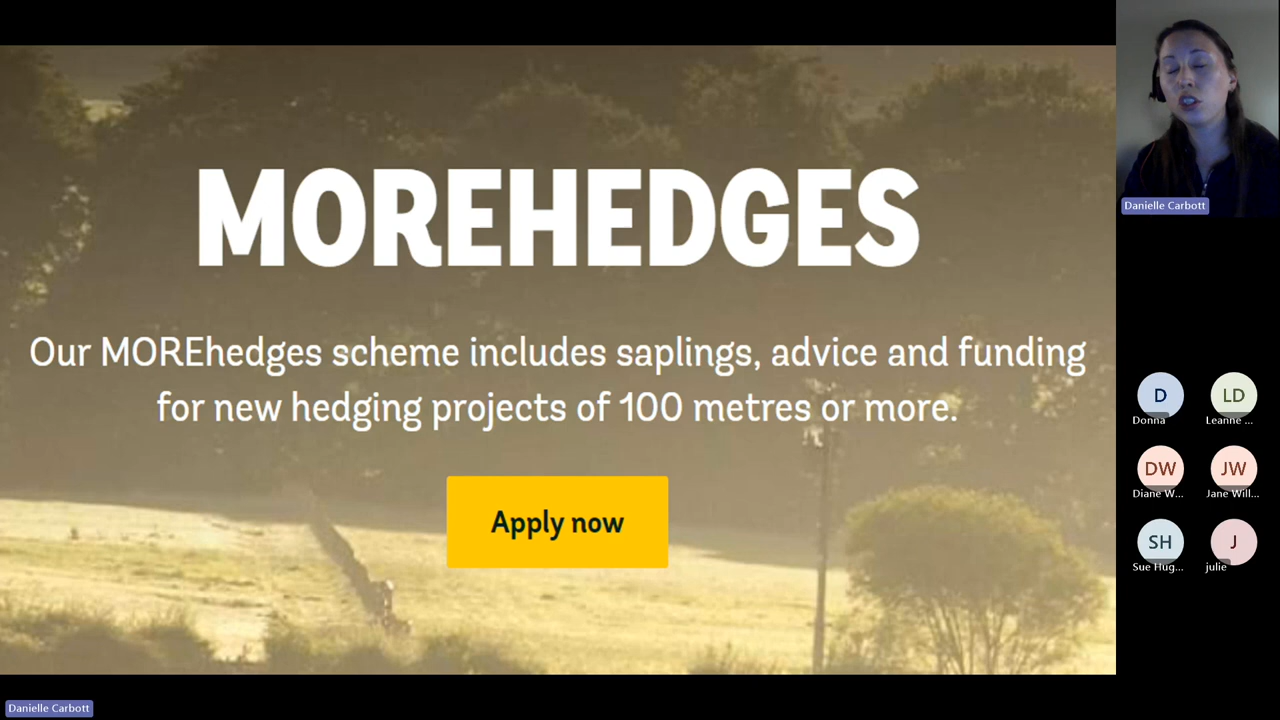 MOREHEDGES
Our MOREhedges scheme includes saplings, advice and funding
for new hedging projects of 100 metres or more.
Apply now
Danielle Carbott
D
Donna
LD
Leanne ...
DW
Diane W...
JW
Jane Will...
SH
Sue Hug...
J
julie
Danielle Carbott